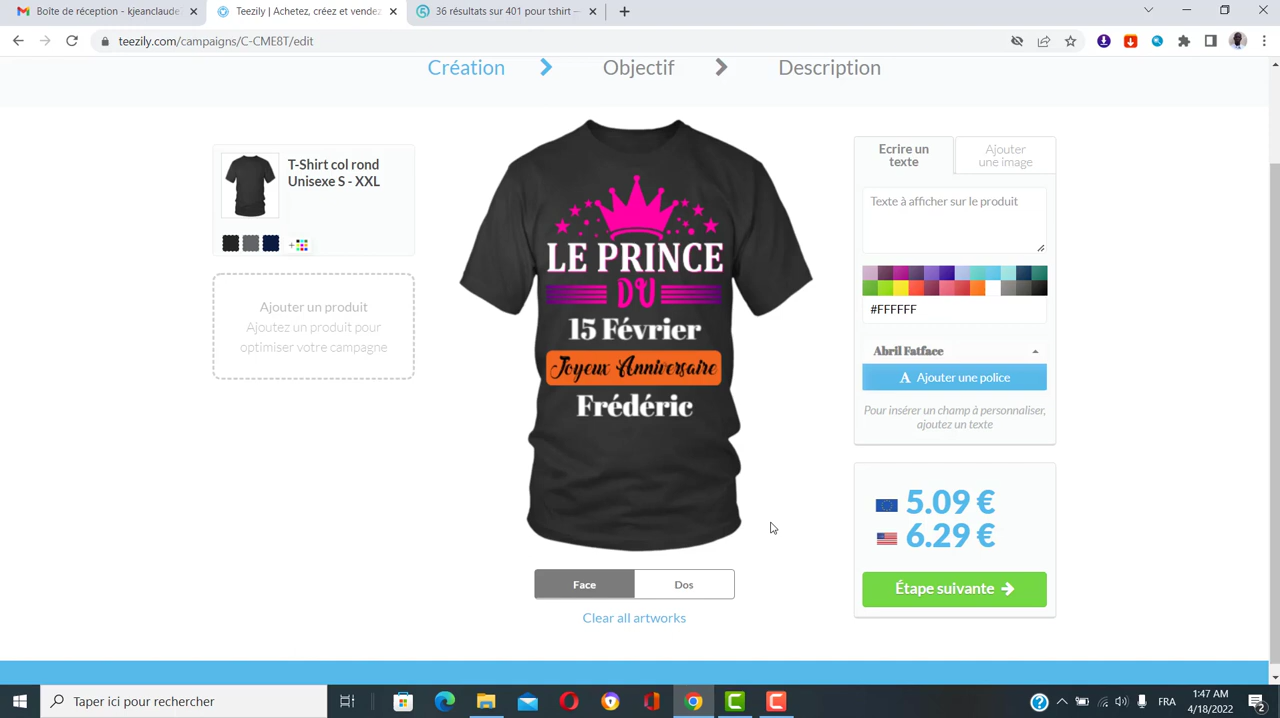 Boîte de réception - kjeanclaude
Teezily | Achetez, créez et vendez
36 résultats sur 401 pour tshirt —
teezily.com/campaigns/C-CME8T/edit
Création
Objectif
Description
T-Shirt col rond
Unisexe S - XXL
Ajouter un produit
Ajoutez un produit pour
optimiser votre campagne
LE PRINCE
DU
15 Février
Joyeux Anniversaire
Frédéric
Face
Dos
Clear all artworks
Ecrire un
texte
Ajouter
une image
Texte à afficher sur le produit
#FFFFFF
Abril Fatface
A Ajouter une police
Pour insérer un champ à personnaliser,
ajoutez un texte
5.09 €
6.29 €
Étape suivante
Taper ici pour rechercher
FRA
1:47 AM
4/18/2022
2